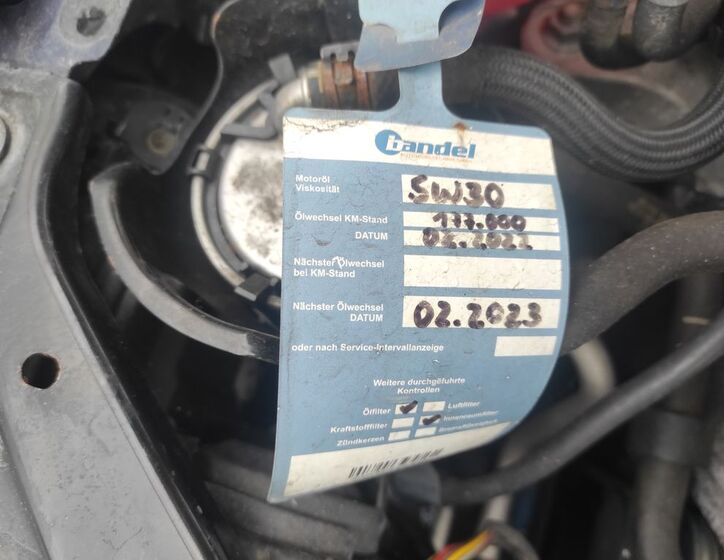 bandel
Motoröl
Viskosität
5W30
Ölwechsel KM-Stand
177.000
DATUM
Nächster Ölwechsel
bei KM-Stand
Nächster Ölwechsel
DATUM
02.2023
oder nach Service-Intervallanzeige
Weitere durchgeführte
Kontrollen
Ölfilter
Luftfilter
Kraftstofffilter
Innenraumfilter
Zündkerzen